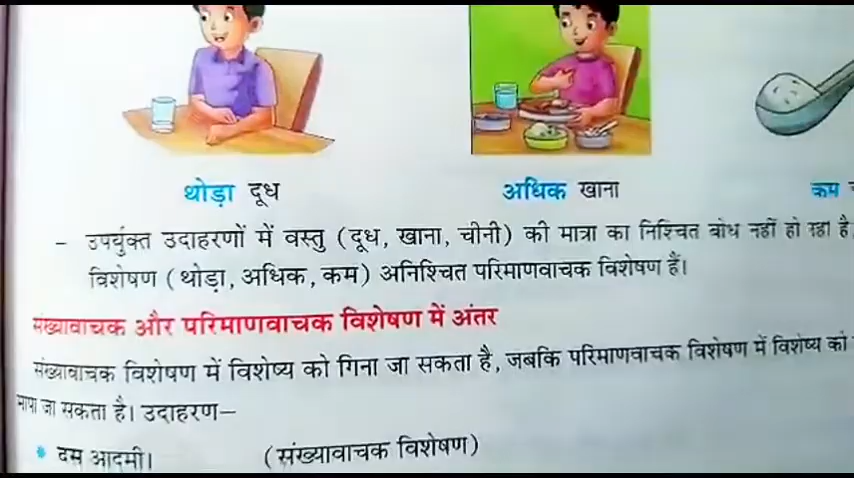 थोड़ा दूध
अधिक खाना
कम
– उपर्युक्त उदाहरणों में वस्तु (दूध, खाना, चीनी) की मात्रा का निश्चित बोध नहीं हो रहा है
विशेषण (थोड़ा, अधिक, कम) अनिश्चित परिमाणवाचक विशेषण हैं।
संख्यावाचक और परिमाणवाचक विशेषण में अंतर
संख्यावाचक विशेषण में विशेष्य को गिना जा सकता है, जबकि परिमाणवाचक विशेषण में विशेष्य को
मापा जा सकता है। उदाहरण–
* दस आदमी। (संख्यावाचक विशेषण)